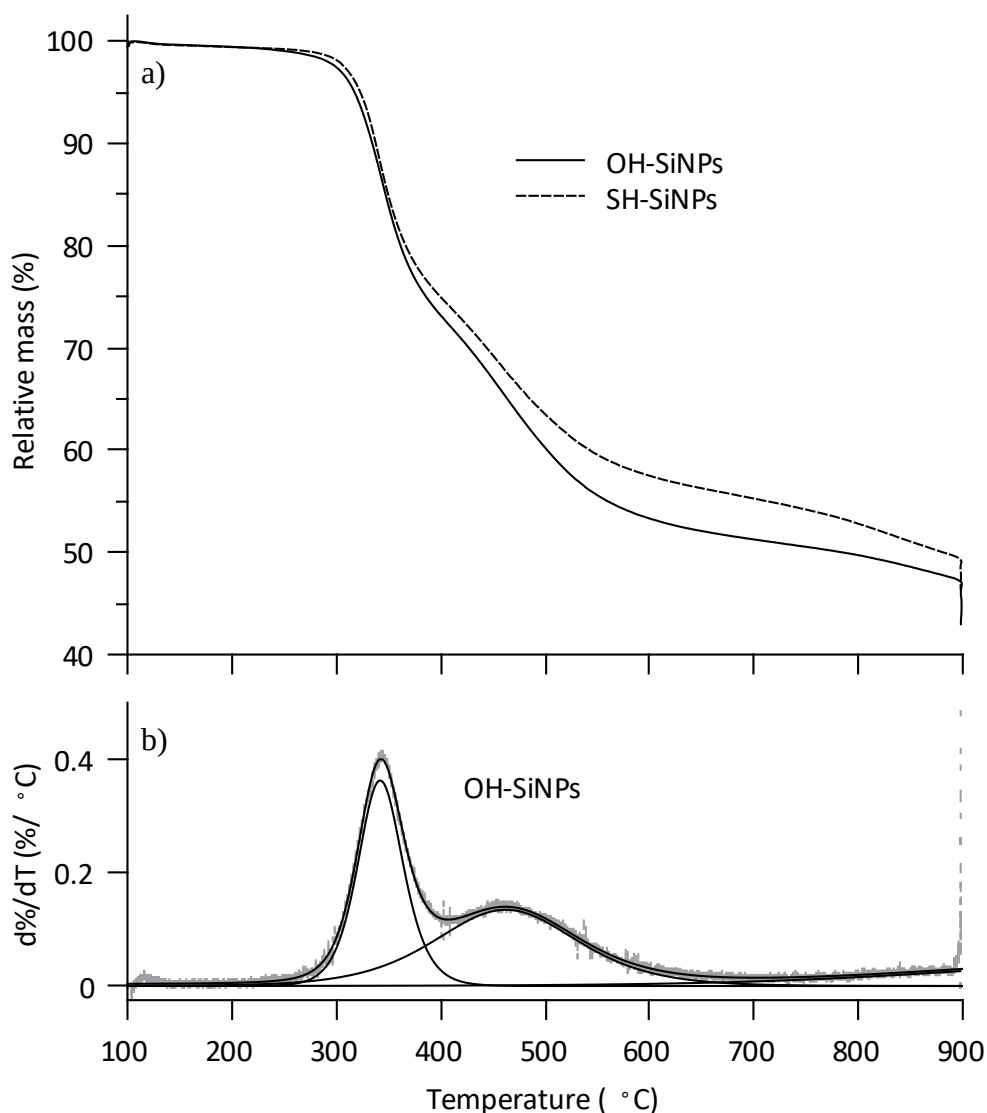 100
a)
90
OH-SiNPs
SH-SiNPs
80
70
60
50
40
Relative mass (%)
b)
0.4
OH-SiNPs
0.2
0
d%/dT (%/ °C)
100 200 300 400 500 600 700 800 900
Temperature ( °C)